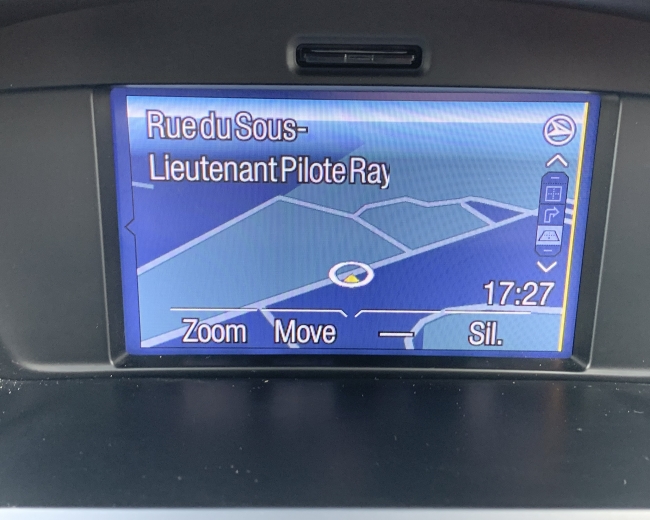 Rue du Sous-
Lieutenant Pilote Ray
17:27
Zoom Move — Sil.